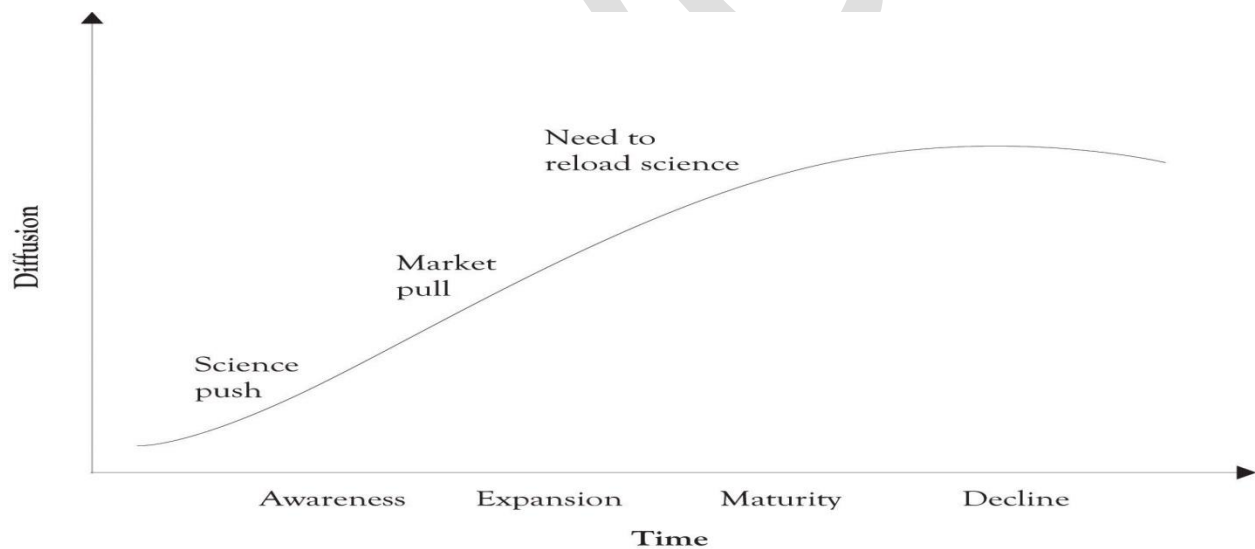 Need to
reload science
Diffusion
Market
pull
Science
push
Awareness Expansion Maturity Decline
Time